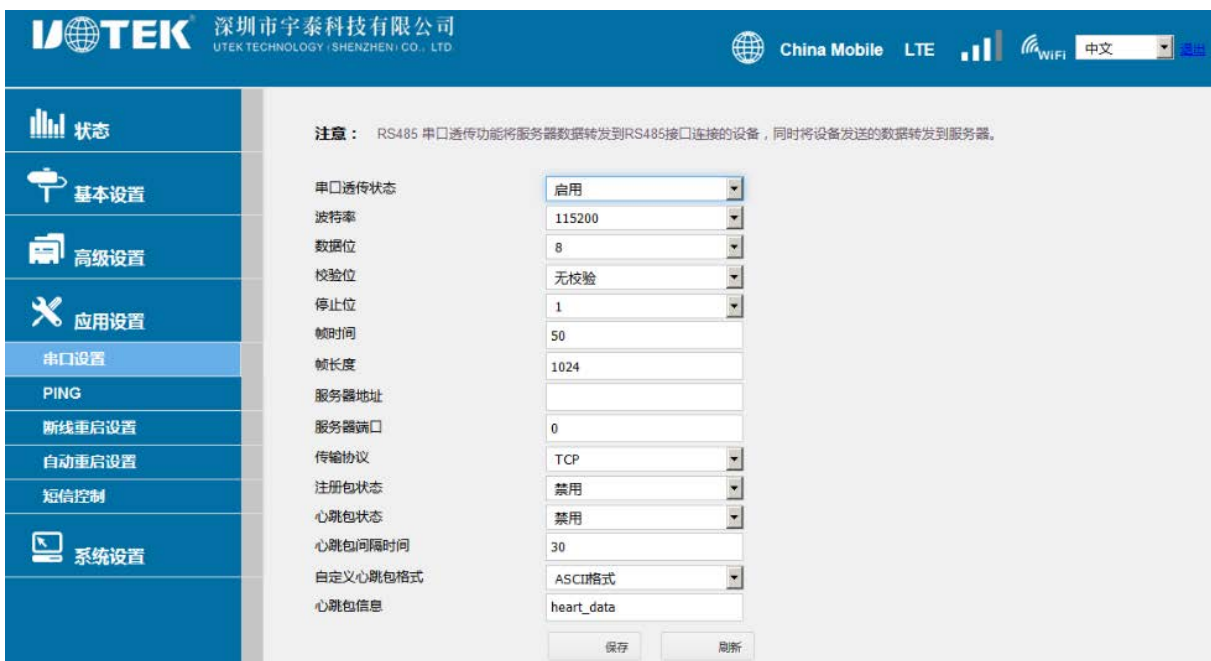 UTEK 深圳市宇泰科技有限公司
UTEK TECHNOLOGY (SHENZHEN) CO., LTD.
China Mobile LTE WiFi 中文 退出
状态
基本设置
高级设置
应用设置
串口设置
PING
断线重启设置
自动重启设置
短信控制
系统设置
注意: RS485 串口透传功能将服务器数据转发到RS485接口连接的设备,同时将设备发送的数据转发到服务器。
串口透传状态 启用
波特率 115200
数据位 8
校验位 无校验
停止位 1
帧时间 50
帧长度 1024
服务器地址
服务器端口 0
传输协议 TCP
注册包状态 禁用
心跳包状态 禁用
心跳包间隔时间 30
自定义心跳包格式 ASCII格式
心跳包信息 heart_data
保存 刷新